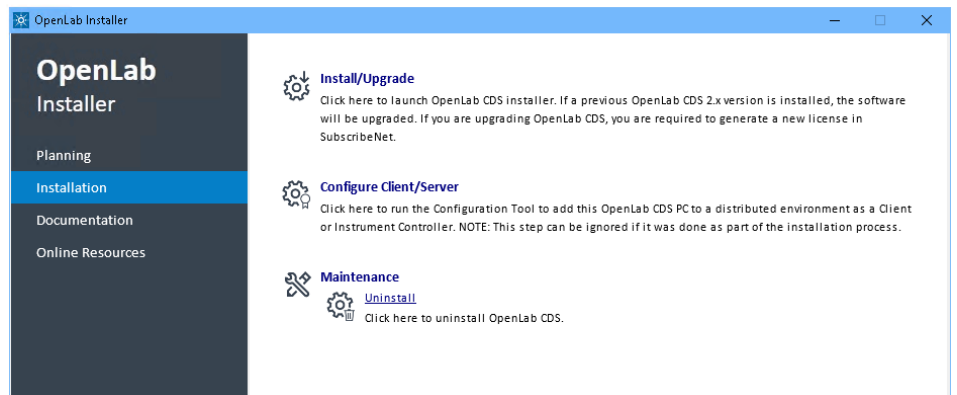 OpenLab Installer
OpenLab
Installer
Planning
Installation
Documentation
Online Resources
Install/Upgrade
Click here to launch OpenLab CDS installer. If a previous OpenLab CDS 2.x version is installed, the software
will be upgraded. If you are upgrading OpenLab CDS, you are required to generate a new license in
SubscribeNet.
Configure Client/Server
Click here to run the Configuration Tool to add this OpenLab CDS PC to a distributed environment as a Client
or Instrument Controller. NOTE: This step can be ignored if it was done as part of the installation process.
Maintenance
Uninstall
Click here to uninstall OpenLab CDS.